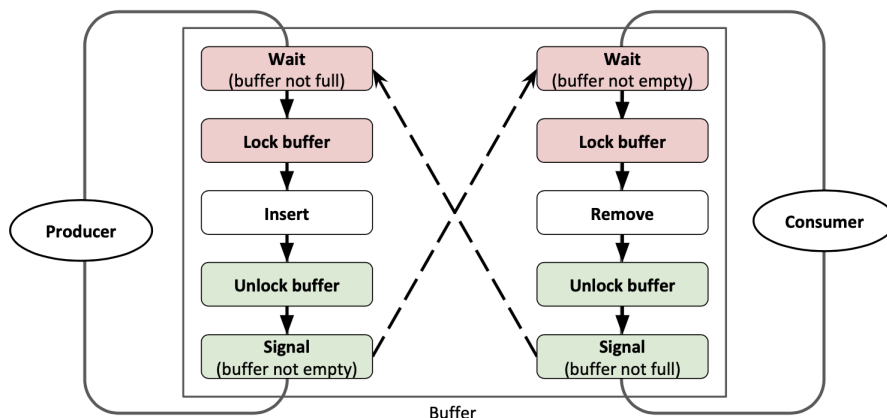 Producer
Wait
(buffer not full)
Lock buffer
Insert
Unlock buffer
Signal
(buffer not empty)
Wait
(buffer not empty)
Lock buffer
Remove
Unlock buffer
Signal
(buffer not full)
Consumer
Buffer